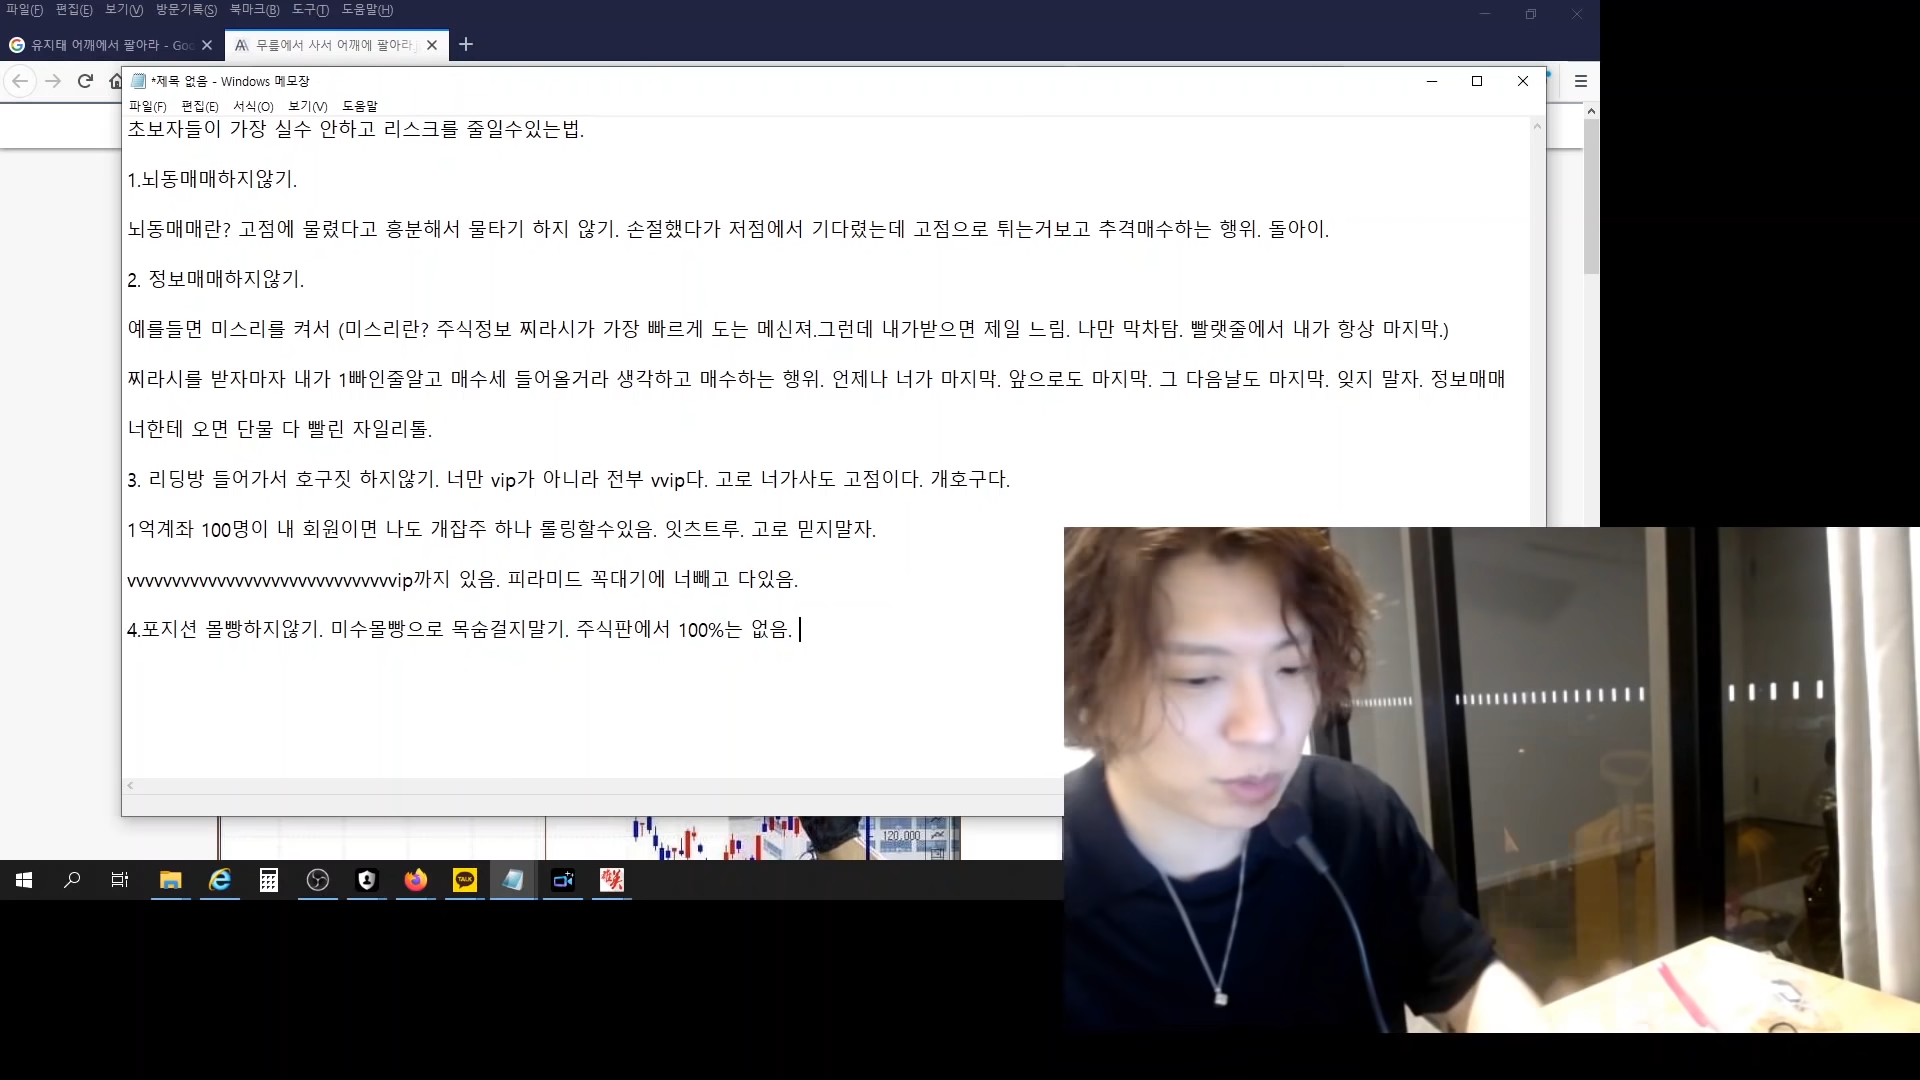 파일(F) 편집(E) 보기(V) 방문기록(S) 북마크(B) 도구(T) 도움말(H)
유지태 어깨에서 팔아라 - Goo
무릎에서 사서 어깨에 팔아라
*제목 없음 - Windows 메모장
파일(F) 편집(E) 서식(O) 보기(V) 도움말
초보자들이 가장 실수 안하고 리스크를 줄일수있는법.
1.뇌동매매하지않기.
뇌동매매란? 고점에 물렸다고 흥분해서 물타기 하지 않기. 손절했다가 저점에서 기다렸는데 고점으로 튀는거보고 추격매수하는 행위. 돌아이.
2. 정보매매하지않기.
예를들면 미스리를 켜서 (미스리란? 주식정보 찌라시가 가장 빠르게 도는 메신져.그런데 내가받으면 제일 느림. 나만 막차탐. 빨랫줄에서 내가 항상 마지막.)
찌라시를 받자마자 내가 1빠인줄알고 매수세 들어올거라 생각하고 매수하는 행위. 언제나 너가 마지막. 앞으로도 마지막. 그 다음날도 마지막. 잊지 말자. 정보매매
너한테 오면 단물 다 빨린 자일리톨.
3. 리딩방 들어가서 호구짓 하지않기. 너만 vip가 아니라 전부 vvip다. 고로 너가사도 고점이다. 개호구다.
1억계좌 100명이 내 회원이면 나도 개잡주 하나 롤링할수있음. 잇츠트루. 고로 믿지말자.
vvvvvvvvvvvvvvvvvvvvvvvvvvvvvvip까지 있음. 피라미드 꼭대기에 너빼고 다있음.
4.포지션 몰빵하지않기. 미수몰빵으로 목숨걸지말기. 주식판에서 100%는 없음.
120,000
TALK